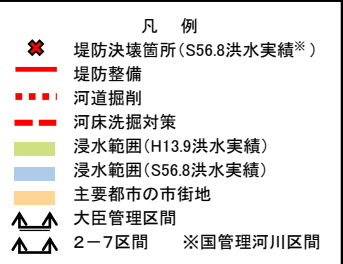 凡 例
堤防決壊箇所(S56.8洪水実績※)
堤防整備
河道掘削
河床洗掘対策
浸水範囲(H13.9洪水実績)
浸水範囲(S56.8洪水実績)
主要都市の市街地
大臣管理区間
2-7区間 ※国管理河川区間